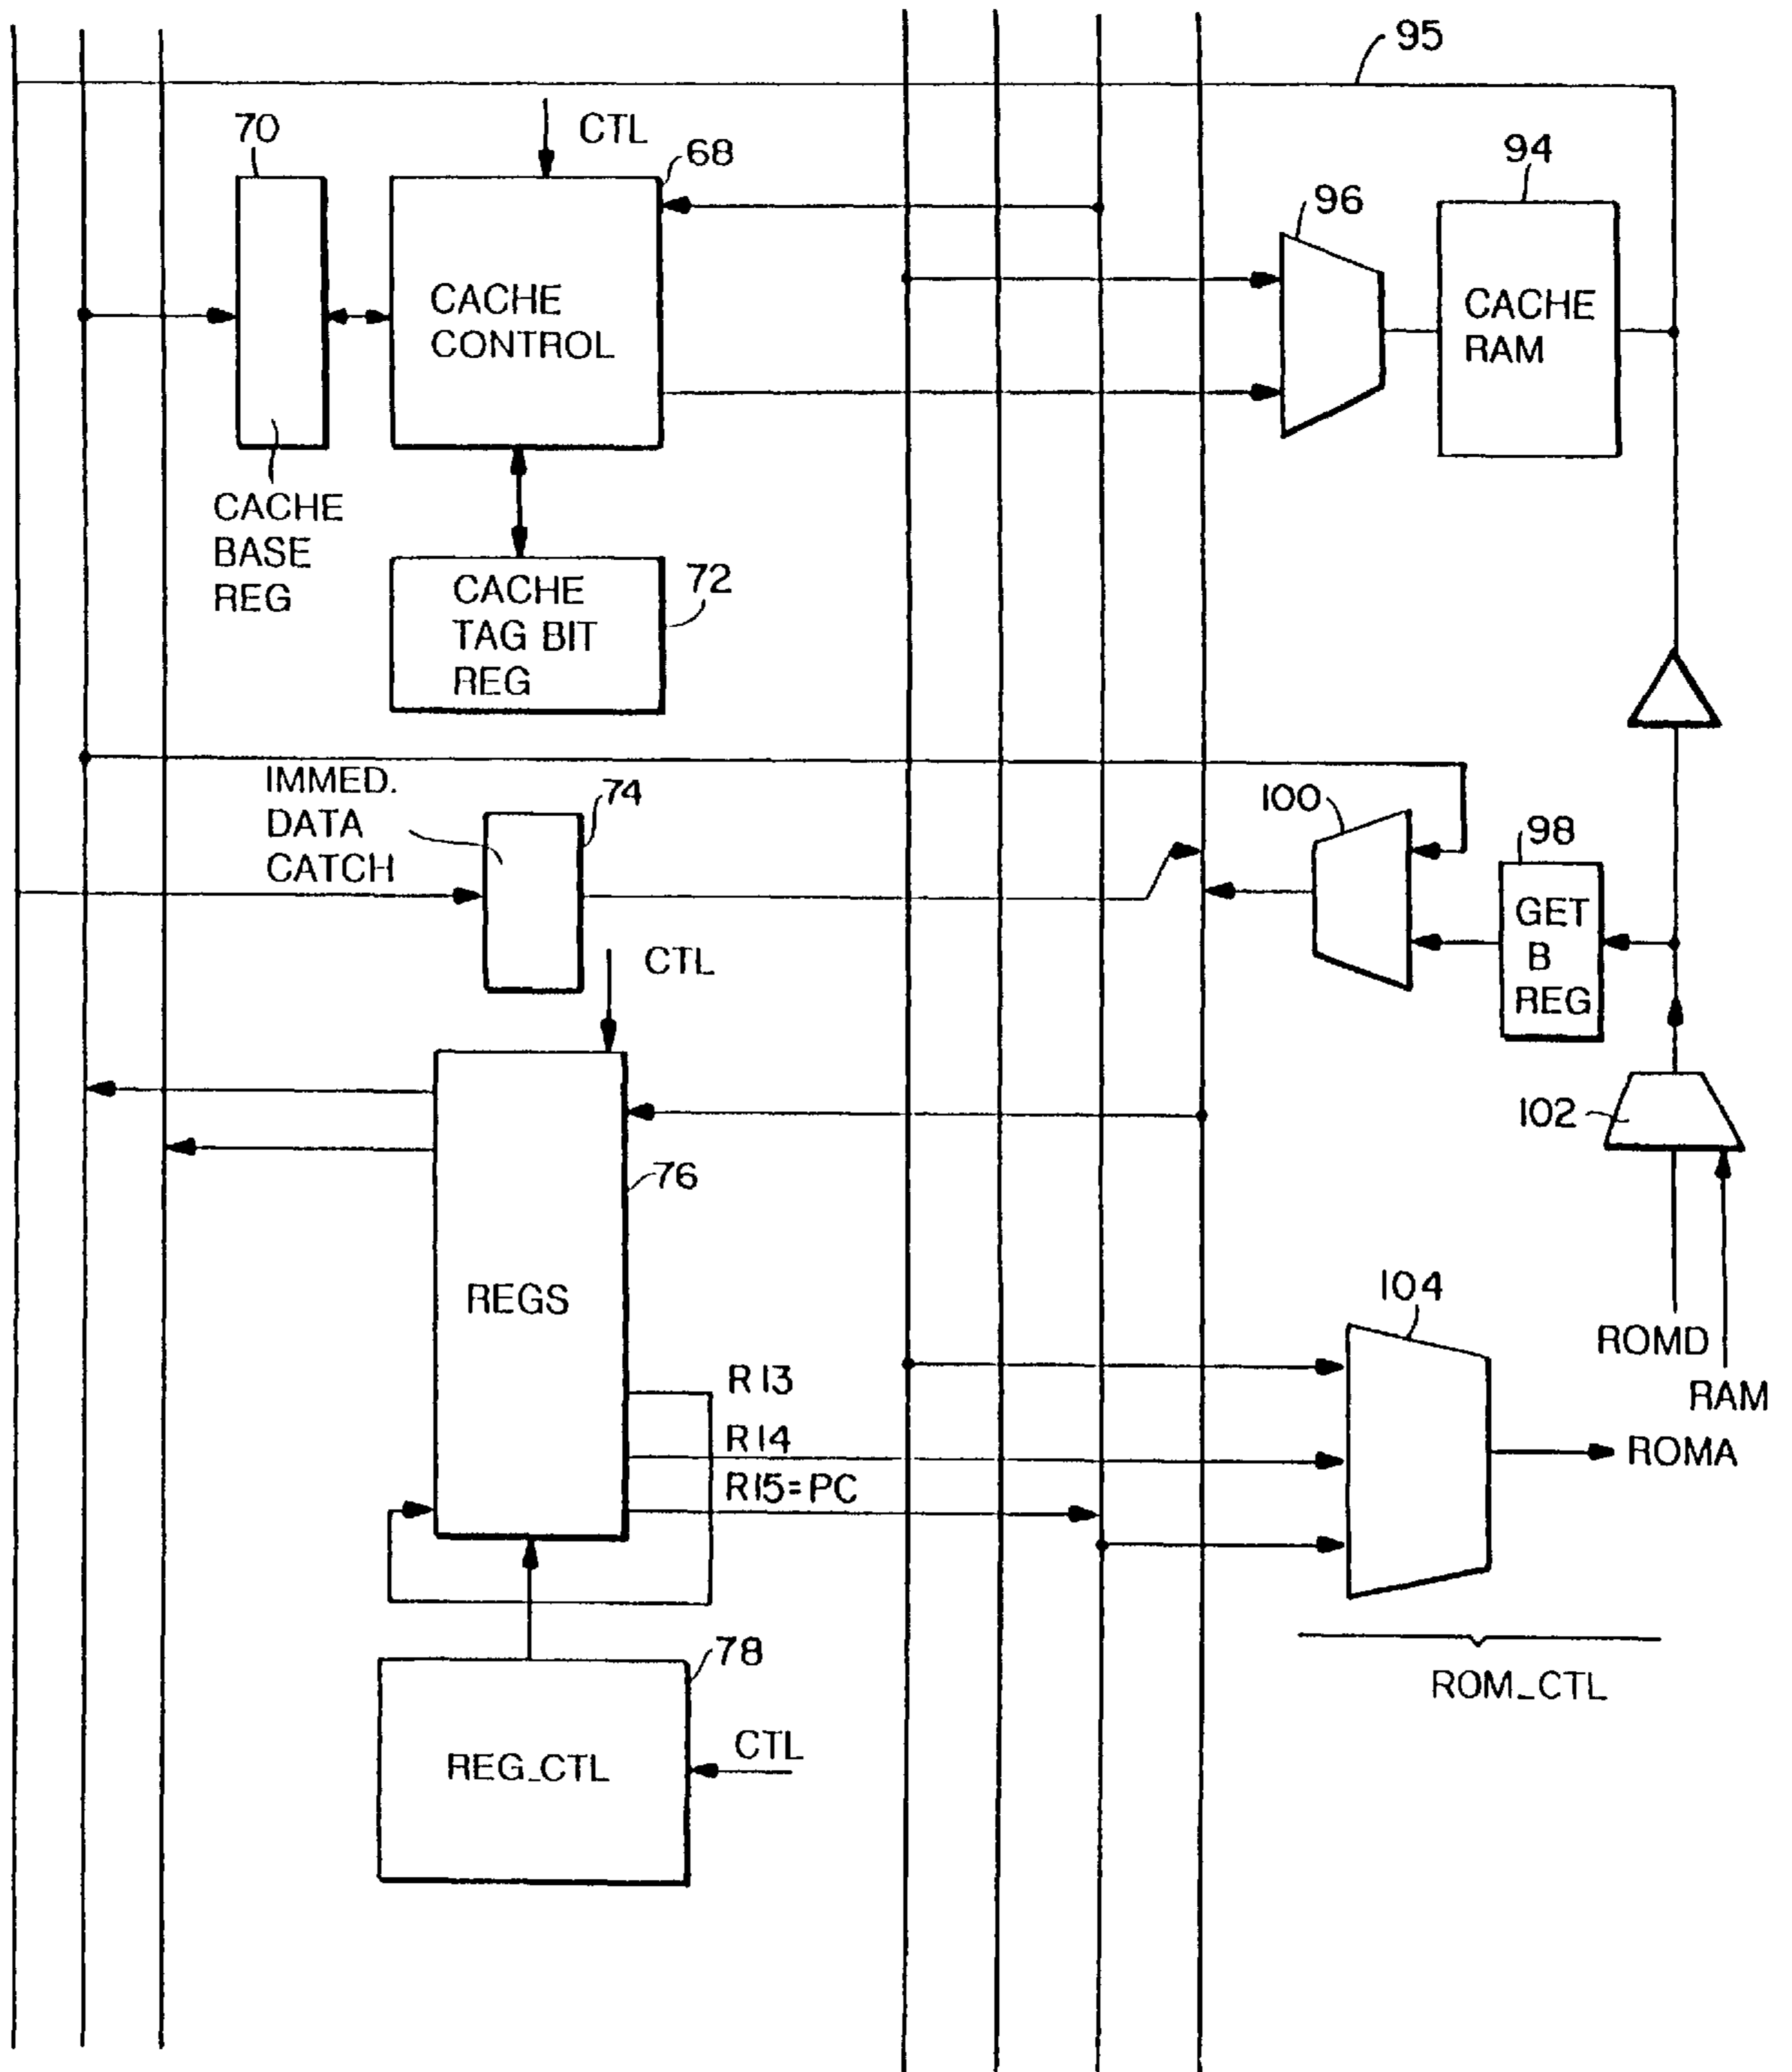 95
70
CTL
68
94
96
CACHE
CONTROL
CACHE
RAM
CACHE
BASE
REG
CACHE
TAG BIT
REG
72
IMMED.
DATA
CATCH
74
100
98
GET
B
REG
CTL
102
76
REGS
104
ROMD
RAM
R13
R14
ROMA
R15=PC
78
ROM_CTL
REG_CTL
CTL